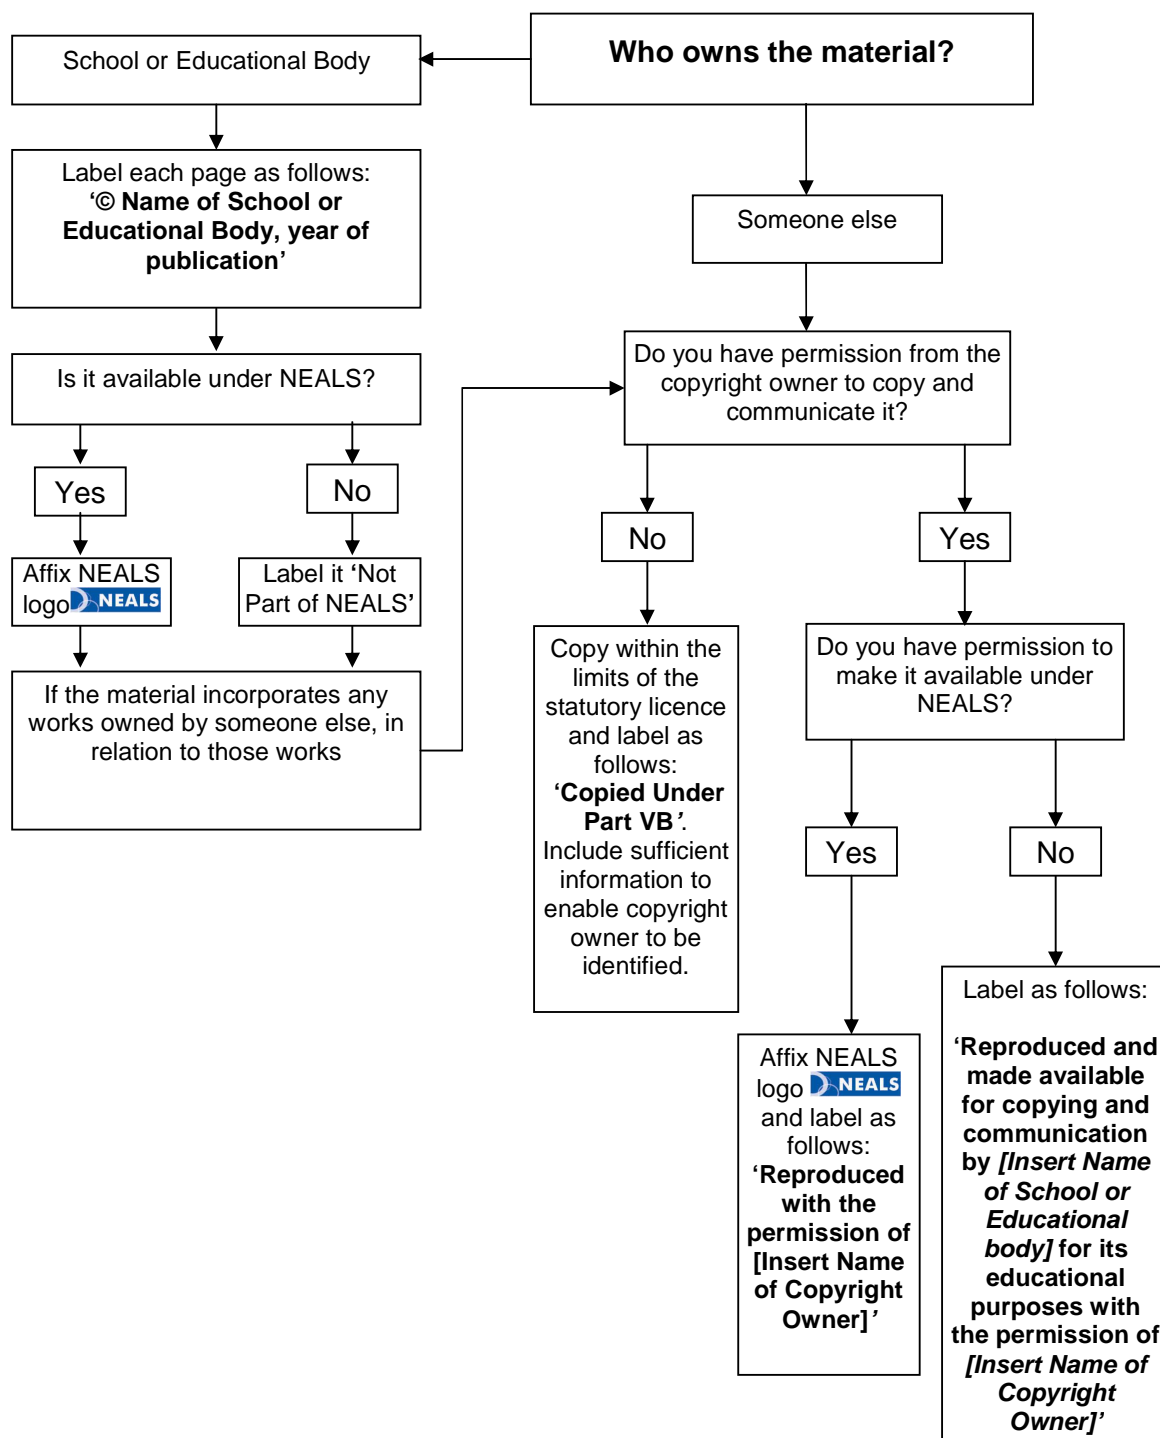 Who owns the material?
School or Educational Body
Label each page as follows:
‘© Name of School or
Educational Body, year of
publication’
Is it available under NEALS?
Yes
No
Affix NEALS
logo NEALS
Label it ‘Not
Part of NEALS’
If the material incorporates any
works owned by someone else, in
relation to those works
Someone else
Do you have permission from the
copyright owner to copy and
communicate it?
No
Yes
Copy within the
limits of the
statutory licence
and label as
follows:
‘Copied Under
Part VB’.
Include sufficient
information to
enable copyright
owner to be
identified.
Do you have permission to
make it available under
NEALS?
Yes
No
Affix NEALS
logo NEALS
and label as
follows:
‘Reproduced
with the
permission of
[Insert Name
of Copyright
Owner]’
Label as follows:
‘Reproduced and
made available
for copying and
communication
by [Insert Name
of School or
Educational
body] for its
educational
purposes with
the permission of
[Insert Name of
Copyright
Owner]’